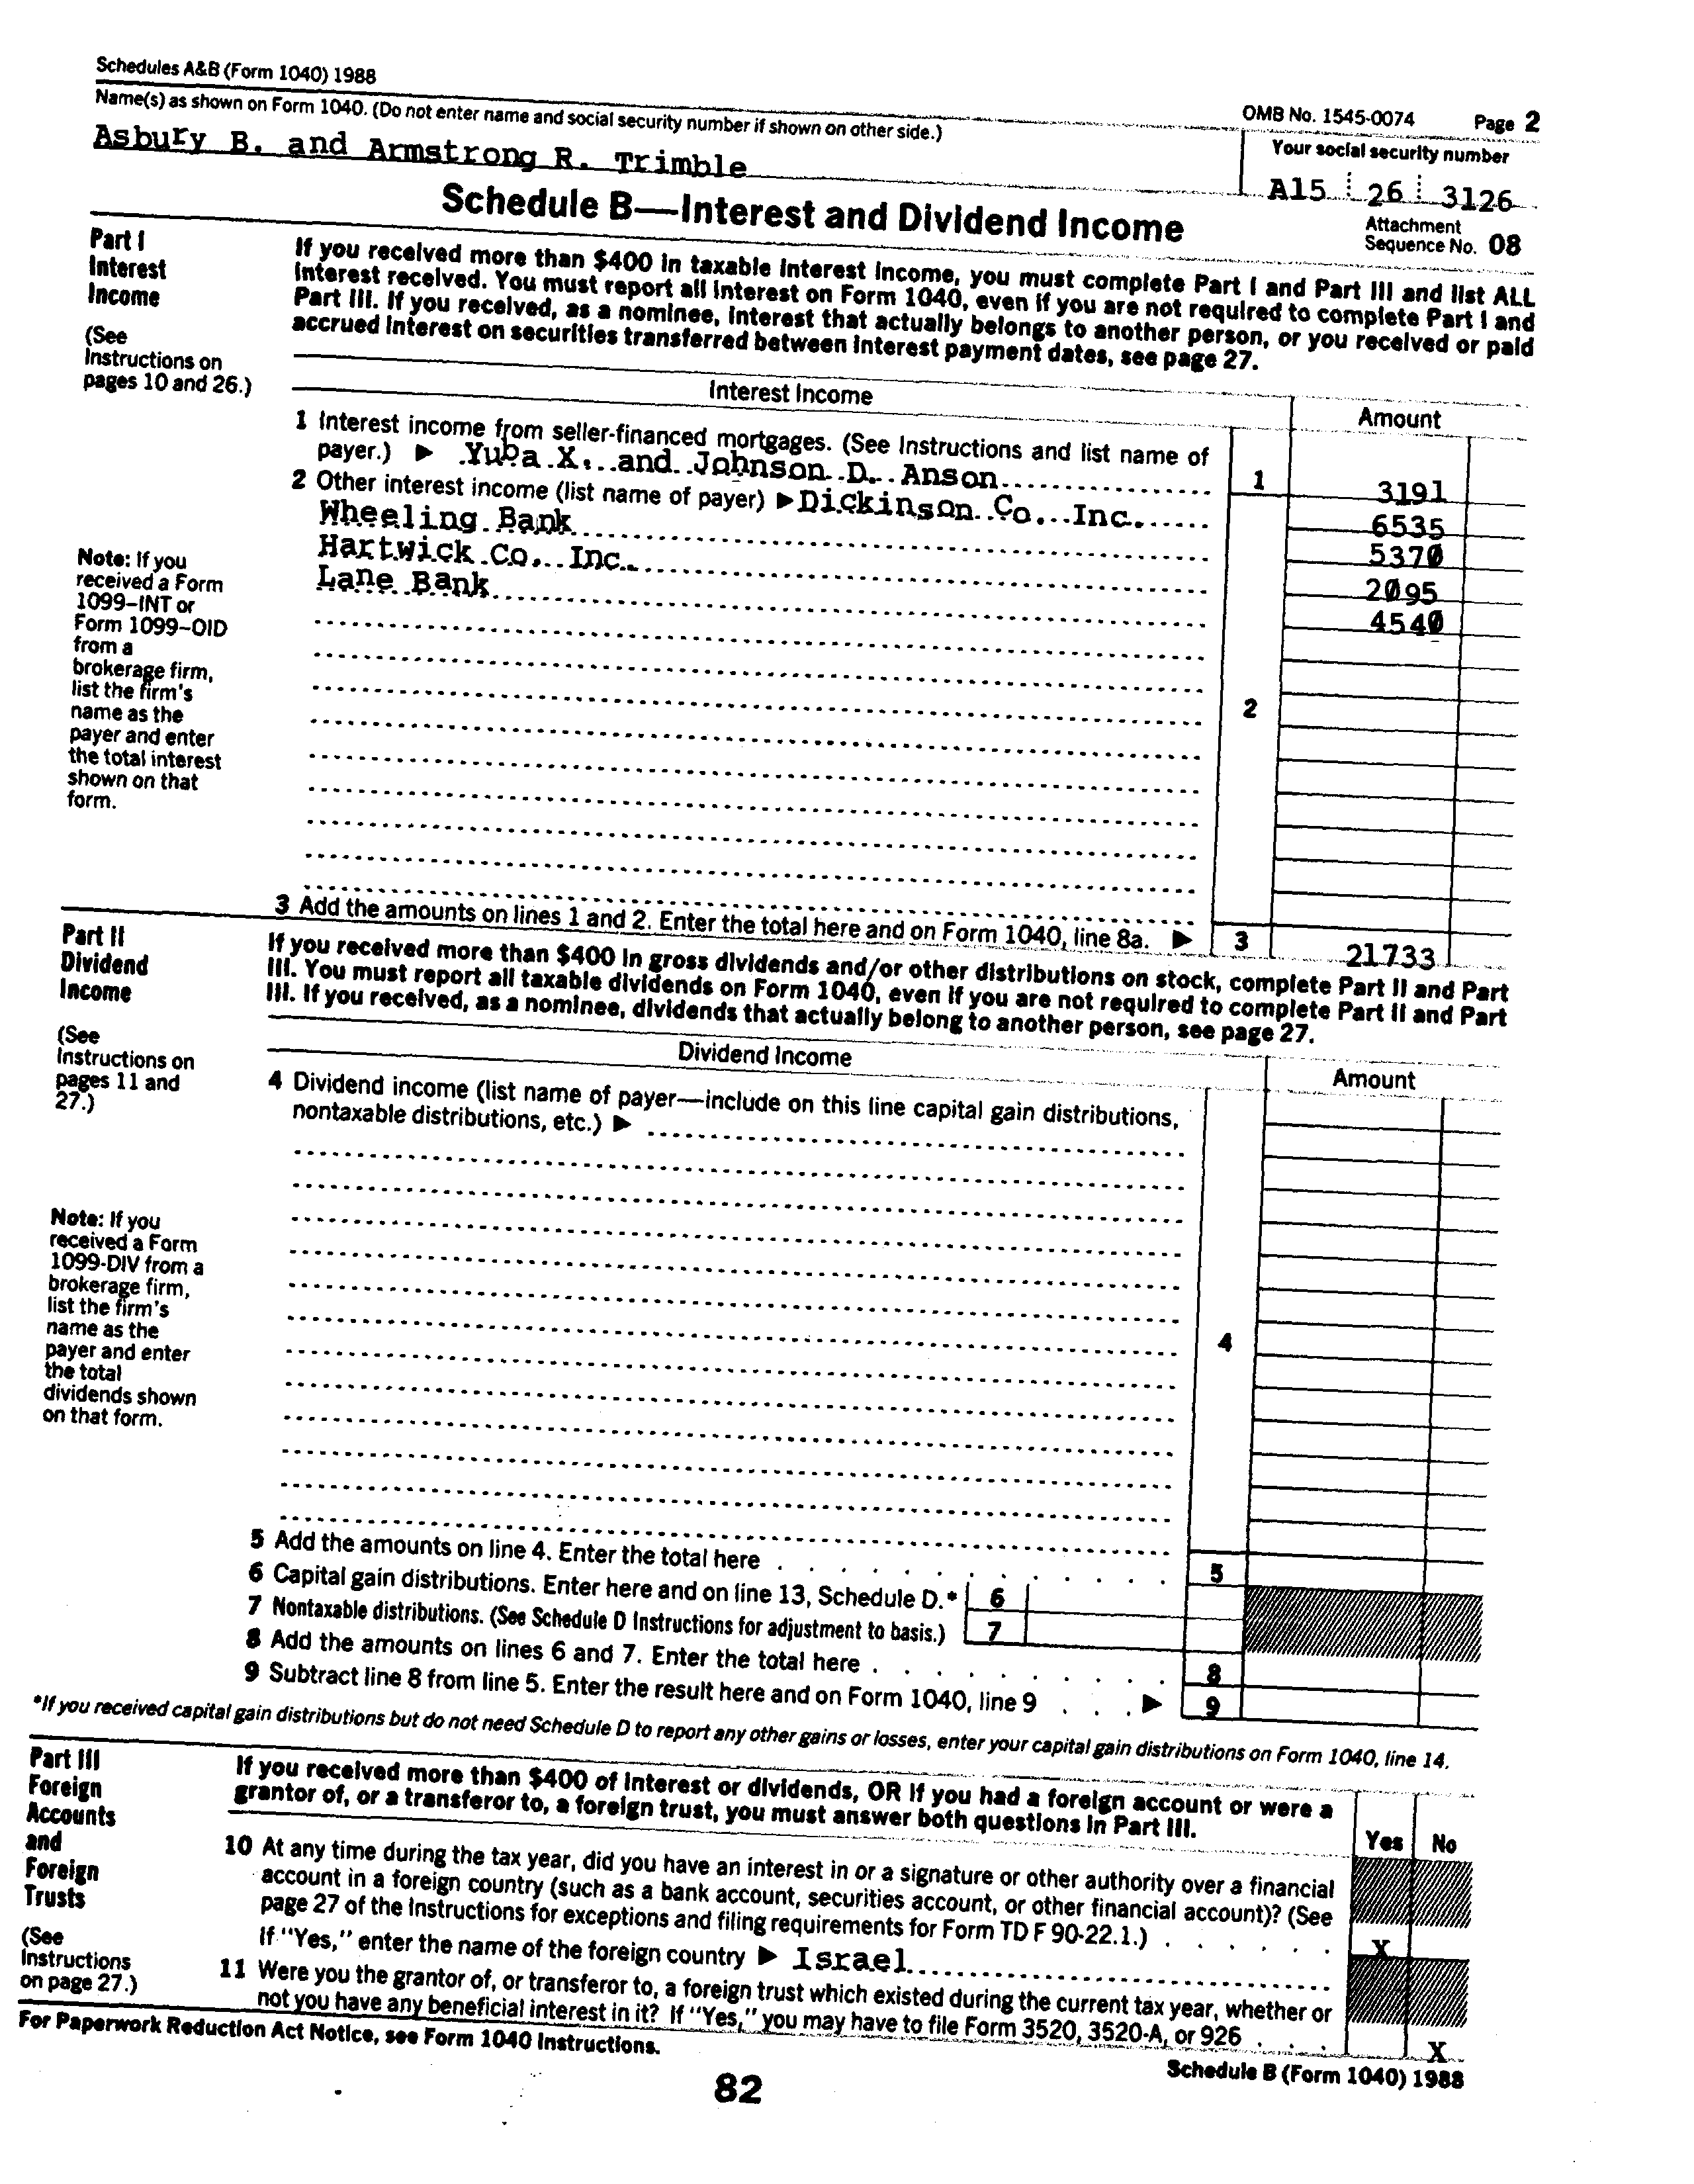 Schedules A&B (Form 1040) 1988
OMB No. 1545-0074 Page 2
Name(s) as shown on Form 1040. (Do not enter name and social security number if shown on other side.)
Your social security number
Asbury B. and Armstrong R. Trimble
A15 26 3126
Schedule B—Interest and Dividend Income
Attachment
Sequence No. 08
Part I
Interest
Income
(See
Instructions on
pages 10 and 26.)
If you received more than $400 in taxable interest income, you must complete Part I and Part III and list ALL
interest received. You must report all interest on Form 1040, even if you are not required to complete Part I and
Part III. If you received, as a nominee, interest that actually belongs to another person, or you received or paid
accrued interest on securities transferred between interest payment dates, see page 27.
Interest Income
Amount
1 Interest income from seller-financed mortgages. (See Instructions and list name of
payer.) ▶ Yuba X. and Johnson D. Anson 1 3191
2 Other interest income (list name of payer) ▶ Dickinson Co. Inc. 6535
Wheeling Bank 5370
Hartwick Co. Inc. 2095
Lane Bank 4540
Note: If you
received a Form
1099–INT or
Form 1099–OID
from a
brokerage firm,
list the firm's
name as the
payer and enter
the total interest
shown on that
form.
2
3 Add the amounts on lines 1 and 2. Enter the total here and on Form 1040, line 8a. ▶ 3 21733
Part II
Dividend
Income
(See
Instructions on
pages 11 and
27.)
If you received more than $400 in gross dividends and/or other distributions on stock, complete Part II and Part
III. You must report all taxable dividends on Form 1040, even if you are not required to complete Part II and Part
III. If you received, as a nominee, dividends that actually belong to another person, see page 27.
Dividend Income
Amount
4 Dividend income (list name of payer—include on this line capital gain distributions,
nontaxable distributions, etc.) ▶
Note: If you
received a Form
1099-DIV from a
brokerage firm,
list the firm's
name as the
payer and enter
the total
dividends shown
on that form.
4
5 Add the amounts on line 4. Enter the total here . . . . . . . . . . . 5
6 Capital gain distributions. Enter here and on line 13, Schedule D.* 6
7 Nontaxable distributions. (See Schedule D Instructions for adjustment to basis.) 7
8 Add the amounts on lines 6 and 7. Enter the total here . . . . . . . . . 8
9 Subtract line 8 from line 5. Enter the result here and on Form 1040, line 9 . . . ▶ 9
*If you received capital gain distributions but do not need Schedule D to report any other gains or losses, enter your capital gain distributions on Form 1040, line 14.
Part III
Foreign
Accounts
and
Foreign
Trusts
(See
Instructions
on page 27.)
If you received more than $400 of interest or dividends, OR if you had a foreign account or were a
grantor of, or a transferor to, a foreign trust, you must answer both questions in Part III.
Yes No
10 At any time during the tax year, did you have an interest in or a signature or other authority over a financial
account in a foreign country (such as a bank account, securities account, or other financial account)? (See
page 27 of the Instructions for exceptions and filing requirements for Form TD F 90-22.1.) . . . . . . X
If "Yes," enter the name of the foreign country ▶ Israel
11 Were you the grantor of, or transferor to, a foreign trust which existed during the current tax year, whether or
not you have any beneficial interest in it? If "Yes," you may have to file Form 3520, 3520-A, or 926 . . . X
For Paperwork Reduction Act Notice, see Form 1040 Instructions.
Schedule B (Form 1040) 1988
82